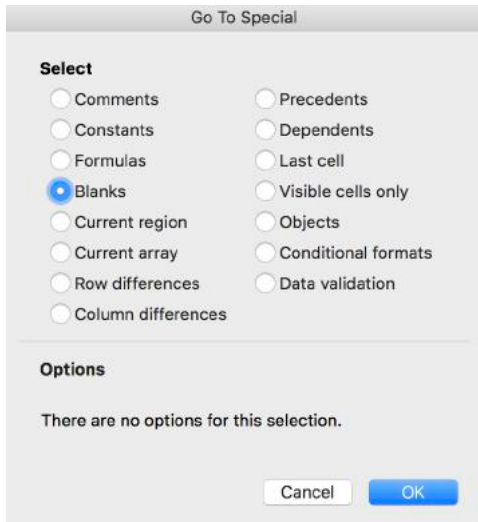 Go To Special
Select
Comments
Constants
Formulas
Blanks
Current region
Current array
Row differences
Column differences
Precedents
Dependents
Last cell
Visible cells only
Objects
Conditional formats
Data validation
Options
There are no options for this selection.
Cancel
OK